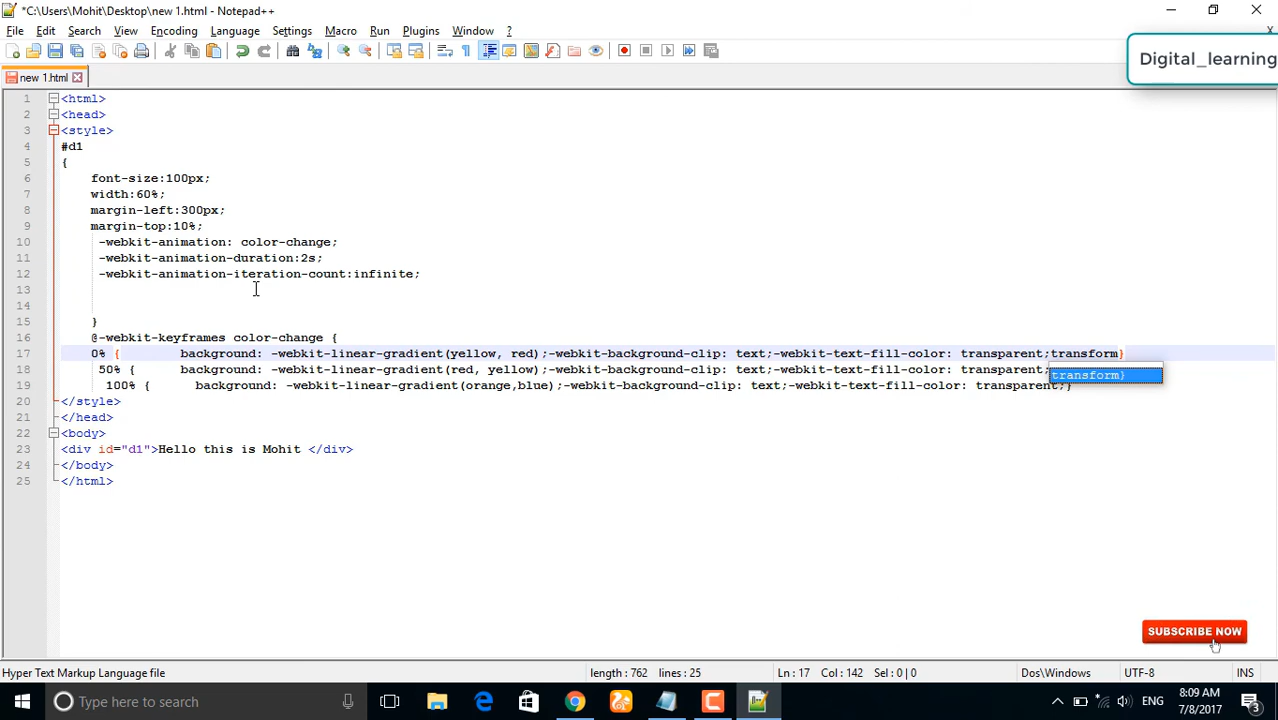 *C:\Users\Mohit\Desktop\new 1.html - Notepad++
File Edit Search View Encoding Language Settings Macro Run Plugins Window ? X
Digital_learning
new 1.html
1 <html>
2 <head>
3 <style>
4 #d1
5 {
6 font-size:100px;
7 width:60%;
8 margin-left:300px;
9 margin-top:10%;
10 -webkit-animation: color-change;
11 -webkit-animation-duration:2s;
12 -webkit-animation-iteration-count:infinite;
13
14
15 }
16 @-webkit-keyframes color-change {
17 0% { background: -webkit-linear-gradient(yellow, red);-webkit-background-clip: text;-webkit-text-fill-color: transparent;transform}
18 50% { background: -webkit-linear-gradient(red, yellow);-webkit-background-clip: text;-webkit-text-fill-color: transparent;
transform}
19 100% { background: -webkit-linear-gradient(orange,blue);-webkit-background-clip: text;-webkit-text-fill-color: transparent;}
20 </style>
21 </head>
22 <body>
23 <div id="d1">Hello this is Mohit </div>
24 </body>
25 </html>
SUBSCRIBE NOW
Hyper Text Markup Language file length : 762 lines : 25 Ln : 17 Col : 142 Sel : 0 | 0 Dos\Windows UTF-8 INS
Type here to search ENG 8:09 AM 7/8/2017 3